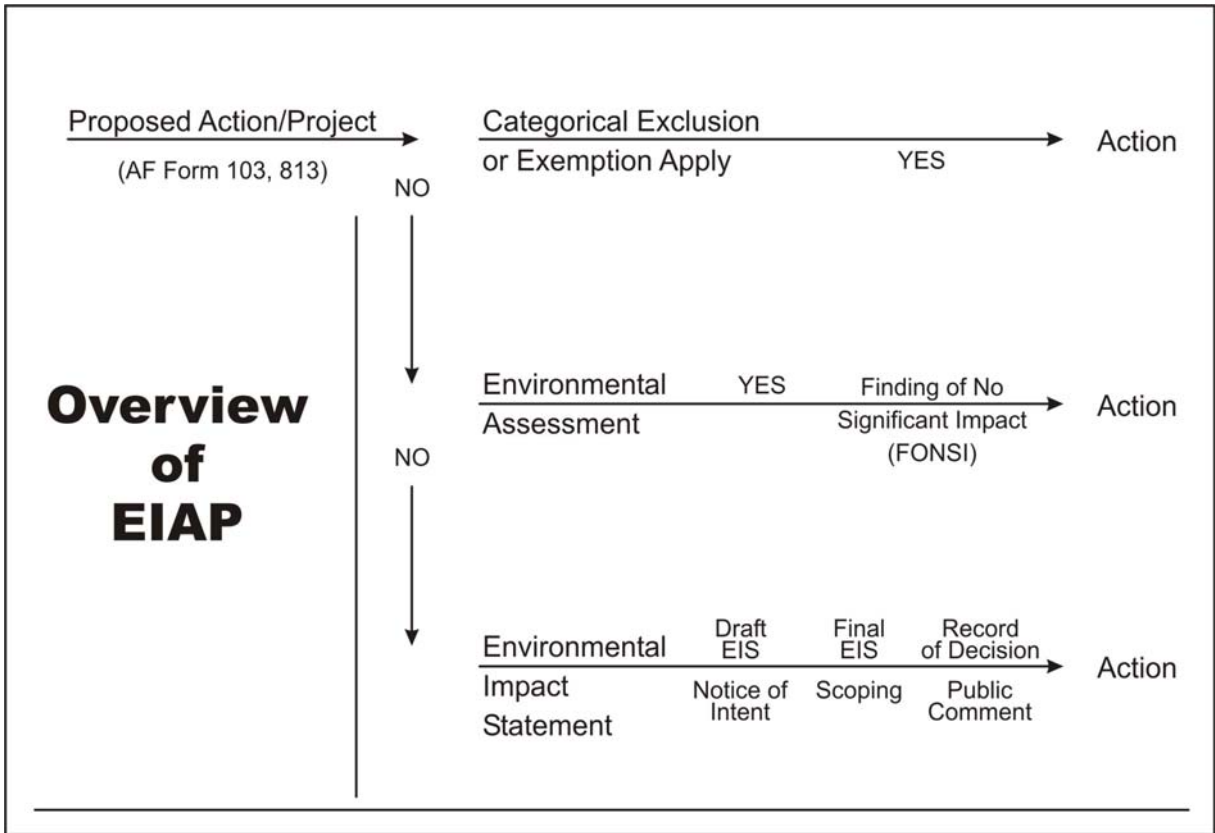 Proposed Action/Project
(AF Form 103, 813)
Categorical Exclusion
or Exemption Apply
YES
Action
NO
Overview
of
EIAP
Environmental
Assessment
YES
Finding of No
Significant Impact
(FONSI)
Action
NO
Environmental
Impact
Statement
Draft
EIS
Final
EIS
Record
of Decision
Notice of
Intent
Scoping
Public
Comment
Action